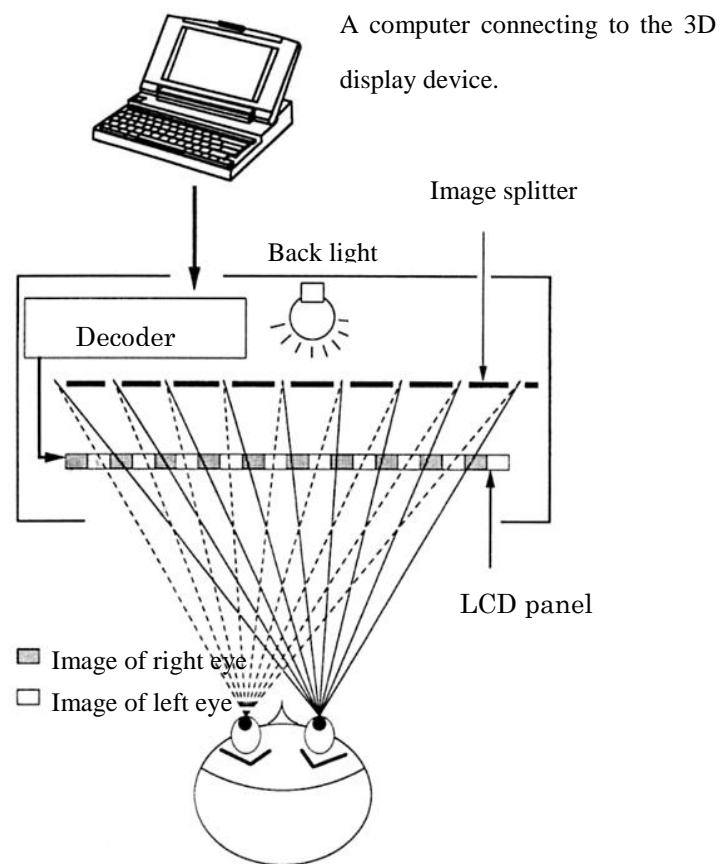 A computer connecting to the 3D
display device.
Image splitter
Back light
Decoder
LCD panel
Image of right eye
Image of left eye